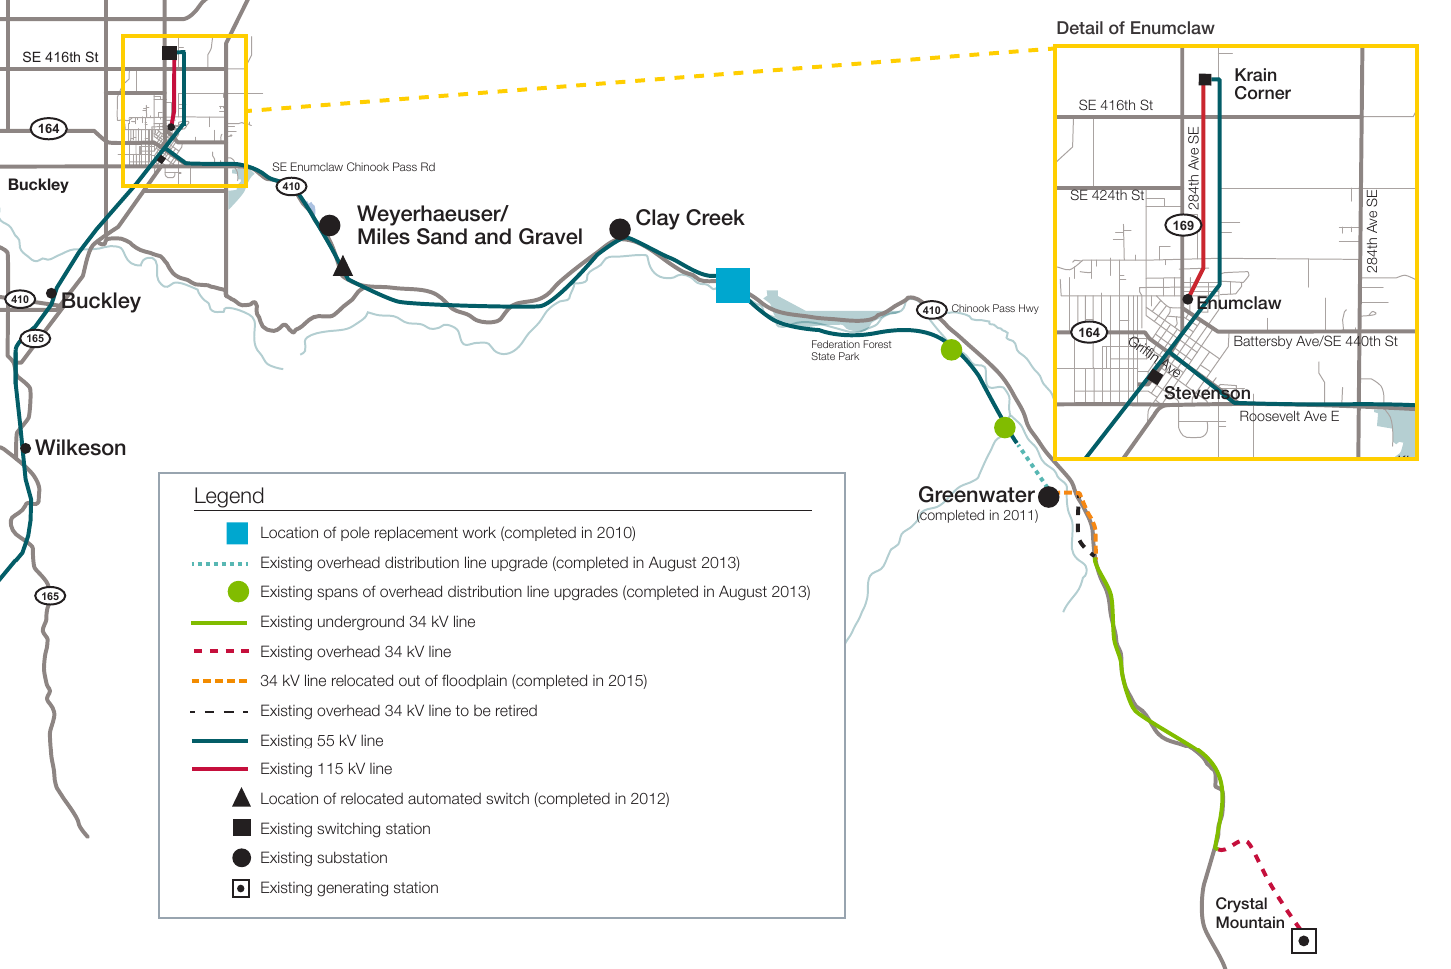 Detail of Enumclaw
SE 416th St
164
Buckley
SE Enumclaw Chinook Pass Rd
410
Weyerhaeuser/
Miles Sand and Gravel
Clay Creek
410
Buckley
165
Wilkeson
165
Federation Forest
State Park
410
Chinook Pass Hwy
Greenwater
(completed in 2011)
Crystal
Mountain
Krain
Corner
SE 416th St
284th Ave SE
SE 424th St
169
284th Ave SE
Enumclaw
164
Griffin Ave
Battersby Ave/SE 440th St
Stevenson
Roosevelt Ave E
Legend
Location of pole replacement work (completed in 2010)
Existing overhead distribution line upgrade (completed in August 2013)
Existing spans of overhead distribution line upgrades (completed in August 2013)
Existing underground 34 kV line
Existing overhead 34 kV line
34 kV line relocated out of floodplain (completed in 2015)
Existing overhead 34 kV line to be retired
Existing 55 kV line
Existing 115 kV line
Location of relocated automated switch (completed in 2012)
Existing switching station
Existing substation
Existing generating station